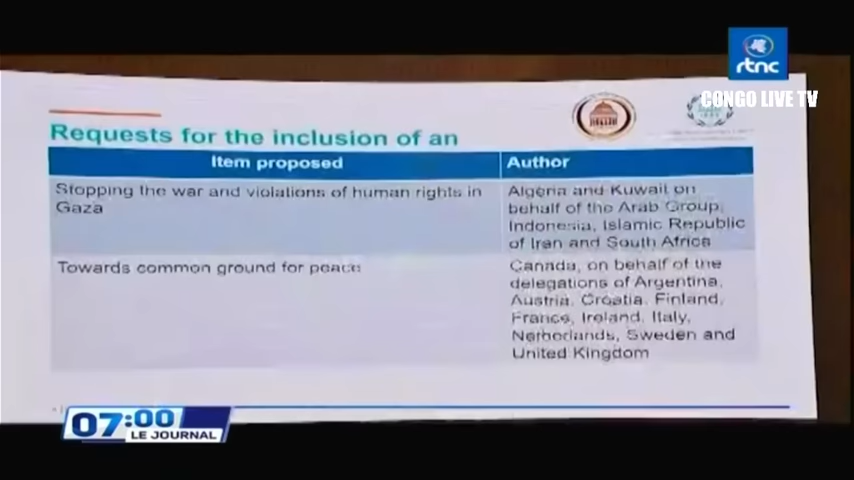 rtnc
CONGO LIVE TV
Requests for the inclusion of an
Item proposed
Author
Stopping the war and violations of human rights in
Gaza
Algeria and Kuwait on
behalf of the Arab Group,
Indonesia, Islamic Republic
of Iran and South Africa
Towards common ground for peace
Canada, on behalf of the
delegations of Argentina,
Austria, Croatia, Finland,
France, Ireland, Italy,
Netherlands, Sweden and
United Kingdom
07:00
LE JOURNAL